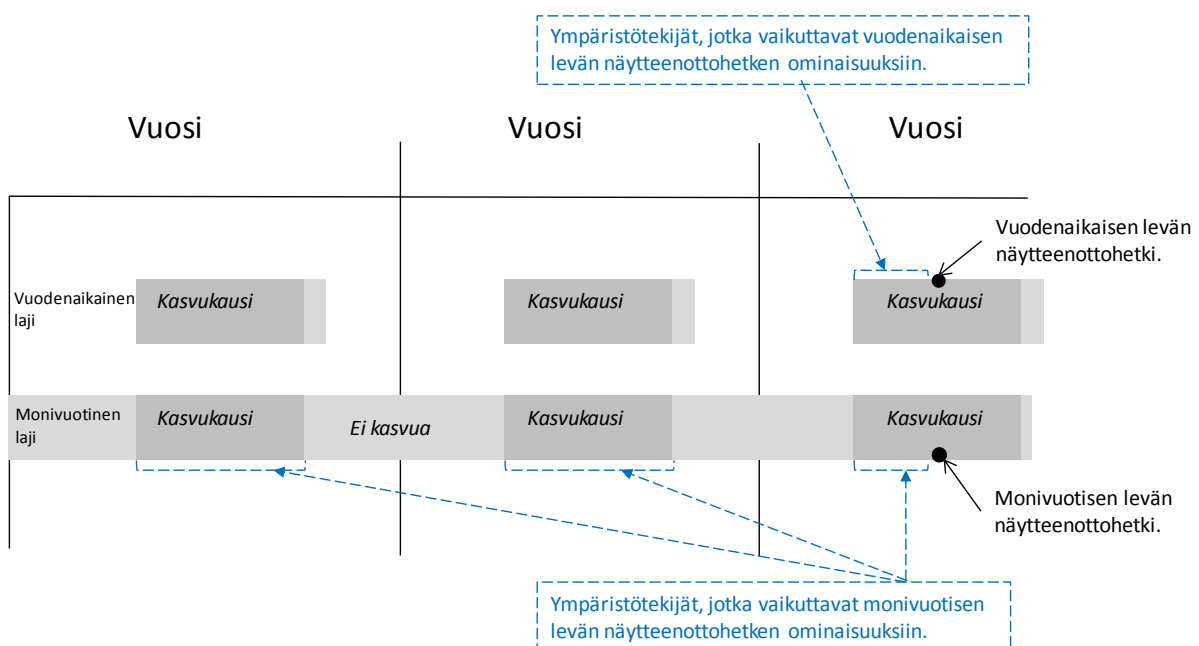 Ympäristötekijät, jotka vaikuttavat vuodenaikaisen
levän näytteenottohetken ominaisuuksiin.
Vuosi
Vuosi
Vuosi
Vuodenaikaisen levän
näytteenottohetki.
Vuodenaikainen
laji
Kasvukausi
Kasvukausi
Kasvukausi
Monivuotinen
laji
Kasvukausi
Ei kasvua
Kasvukausi
Kasvukausi
Monivuotisen levän
näytteenottohetki.
Ympäristötekijät, jotka vaikuttavat monivuotisen
levän näytteenottohetken ominaisuuksiin.